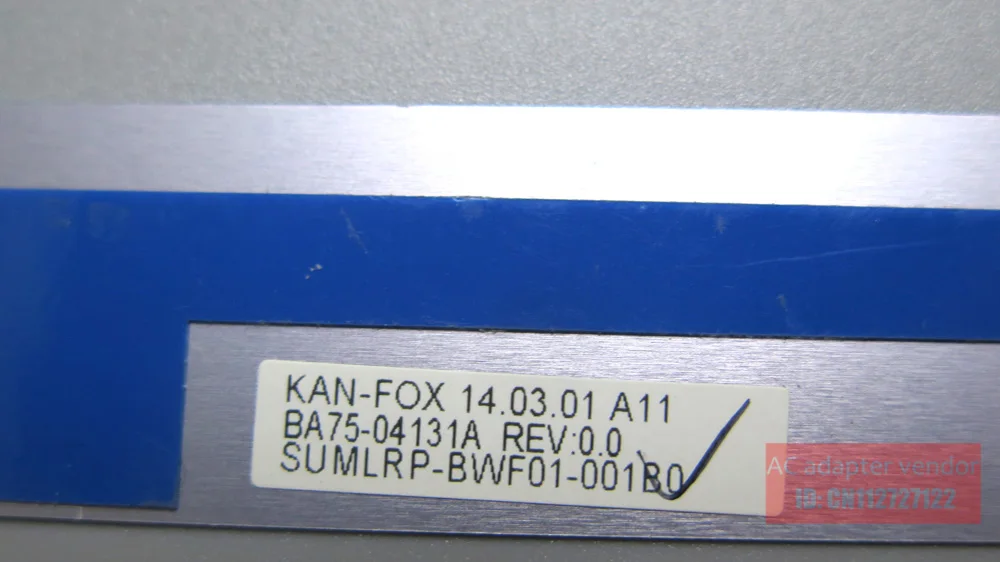 KAN-FOX 14.03.01 A11
BA75-04131A REV:0.0
SUMLRP-BWF01-001B0
AC adapter vendor
ID: CN112727122